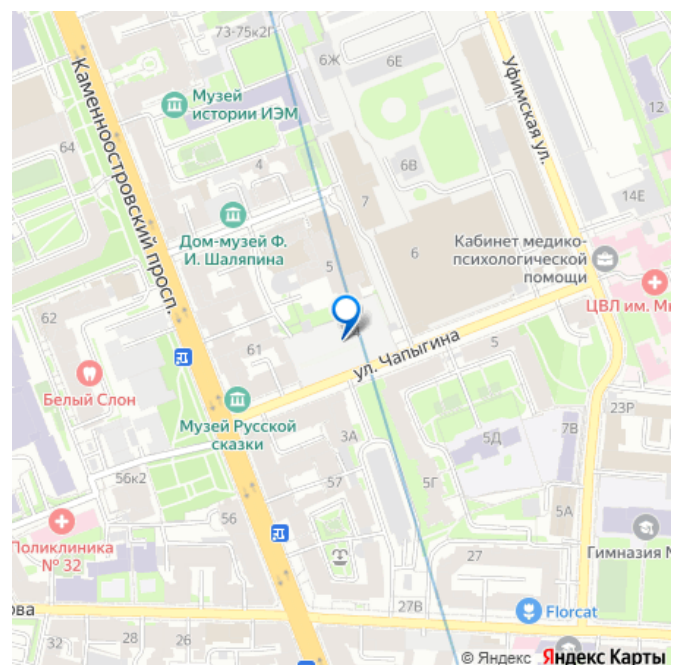 73-75к2Г
6Ж
6Е
Каменноостровский просп.
Музей
истории ИЭМ
Уфимская ул.
12
64
4
6В
7
14Е
Дом-музей Ф.
И. Шаляпина
5
6
Кабинет медико-
психологической
помощи
ЦВЛ им. Мн
62
61
ул. Чапыгина
5
Белый Слон
Музей Русской
сказки
3А
23Р
5Д
7В
56к2
57
5Г
56
5А
Поликлиника
№ 32
27
Гимназия №
ова
27В
Florcat
32
28
26
© Яндекс Яндекс Карты